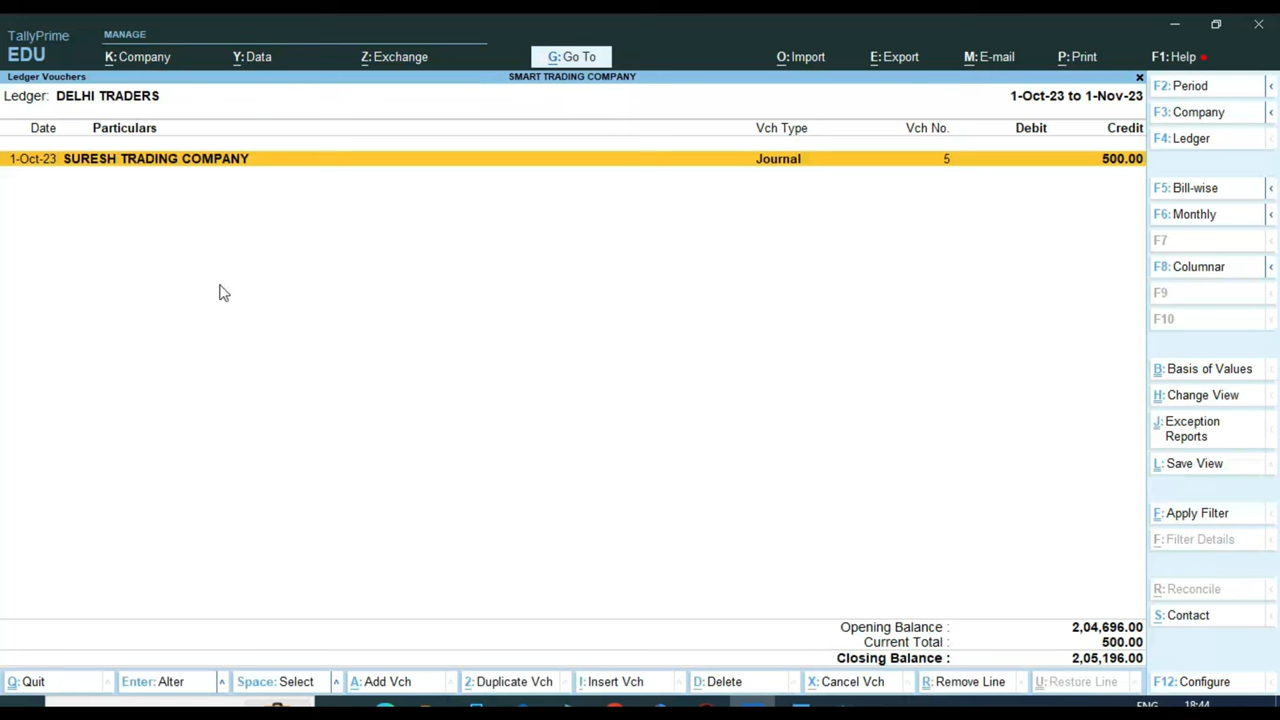 TallyPrime
EDU
MANAGE
K: Company
Y: Data
Z: Exchange
G: Go To
O: Import
E: Export
M: E-mail
P: Print
F1: Help
Ledger Vouchers
SMART TRADING COMPANY
x
Ledger: DELHI TRADERS
1-Oct-23 to 1-Nov-23
Date Particulars Vch Type Vch No. Debit Credit
1-Oct-23 SURESH TRADING COMPANY Journal 5 500.00
Opening Balance : 2,04,696.00
Current Total : 500.00
Closing Balance : 2,05,196.00
F2: Period
F3: Company
F4: Ledger
F5: Bill-wise
F6: Monthly
F7
F8: Columnar
F9
F10
B: Basis of Values
H: Change View
J: Exception
Reports
L: Save View
F: Apply Filter
F: Filter Details
R: Reconcile
S: Contact
Q: Quit
Enter: Alter
Space: Select
A: Add Vch
2: Duplicate Vch
I: Insert Vch
D: Delete
X: Cancel Vch
R: Remove Line
U: Restore Line
F12: Configure
ENG 18:44